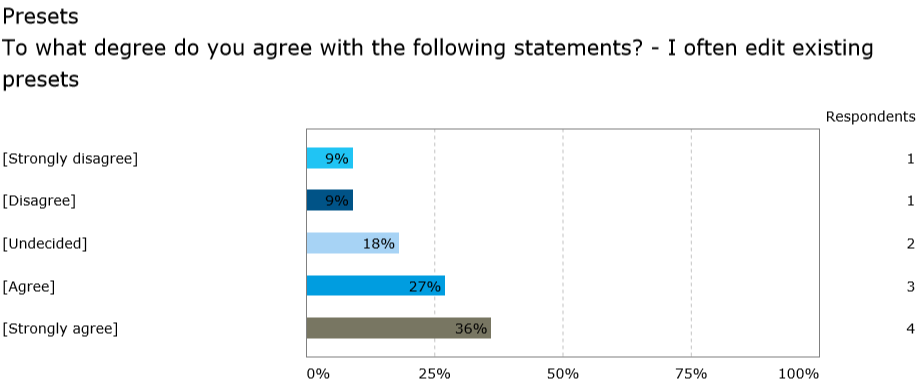 Presets
To what degree do you agree with the following statements? - I often edit existing
presets
Respondents
[Strongly disagree] 9% 1
[Disagree] 9% 1
[Undecided] 18% 2
[Agree] 27% 3
[Strongly agree] 36% 4
0% 25% 50% 75% 100%